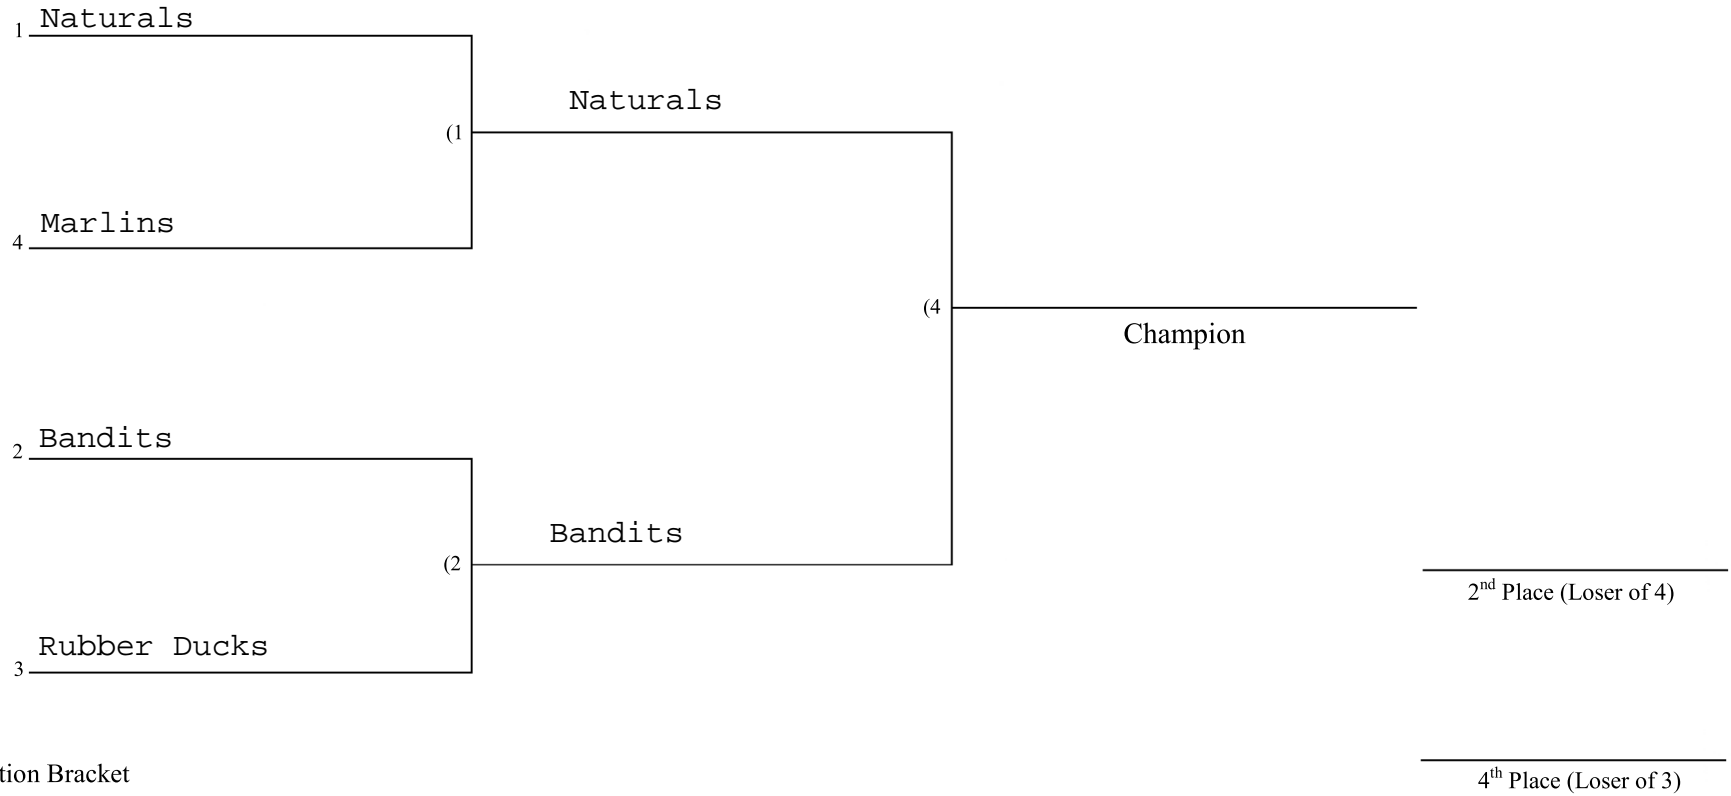 1 Naturals
Naturals
(1
4 Marlins
(4
Champion
2 Bandits
Bandits
(2
2nd Place (Loser of 4)
3 Rubber Ducks
tion Bracket
4th Place (Loser of 3)